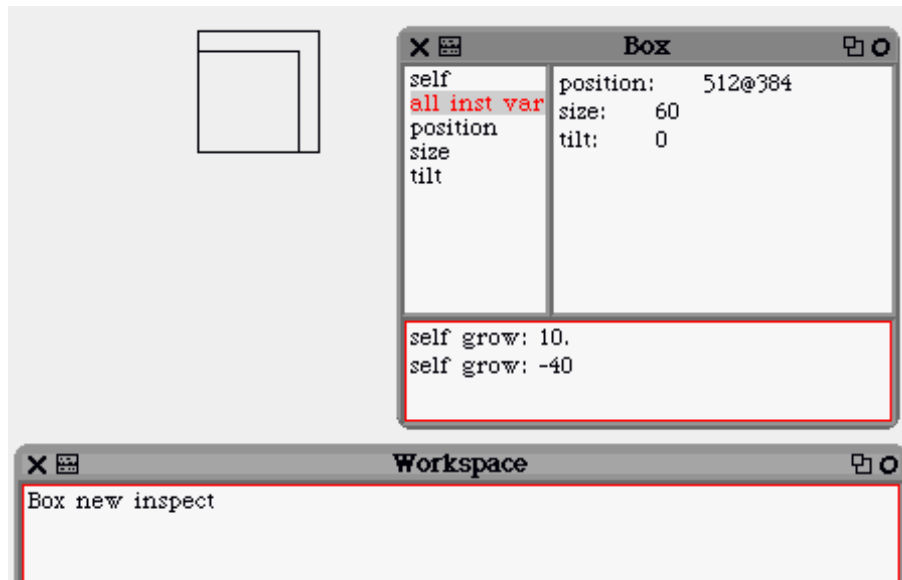 Box
self
all inst var
position
size
tilt
position: 512@384
size: 60
tilt: 0
self grow: 10.
self grow: -40
Workspace
Box new inspect